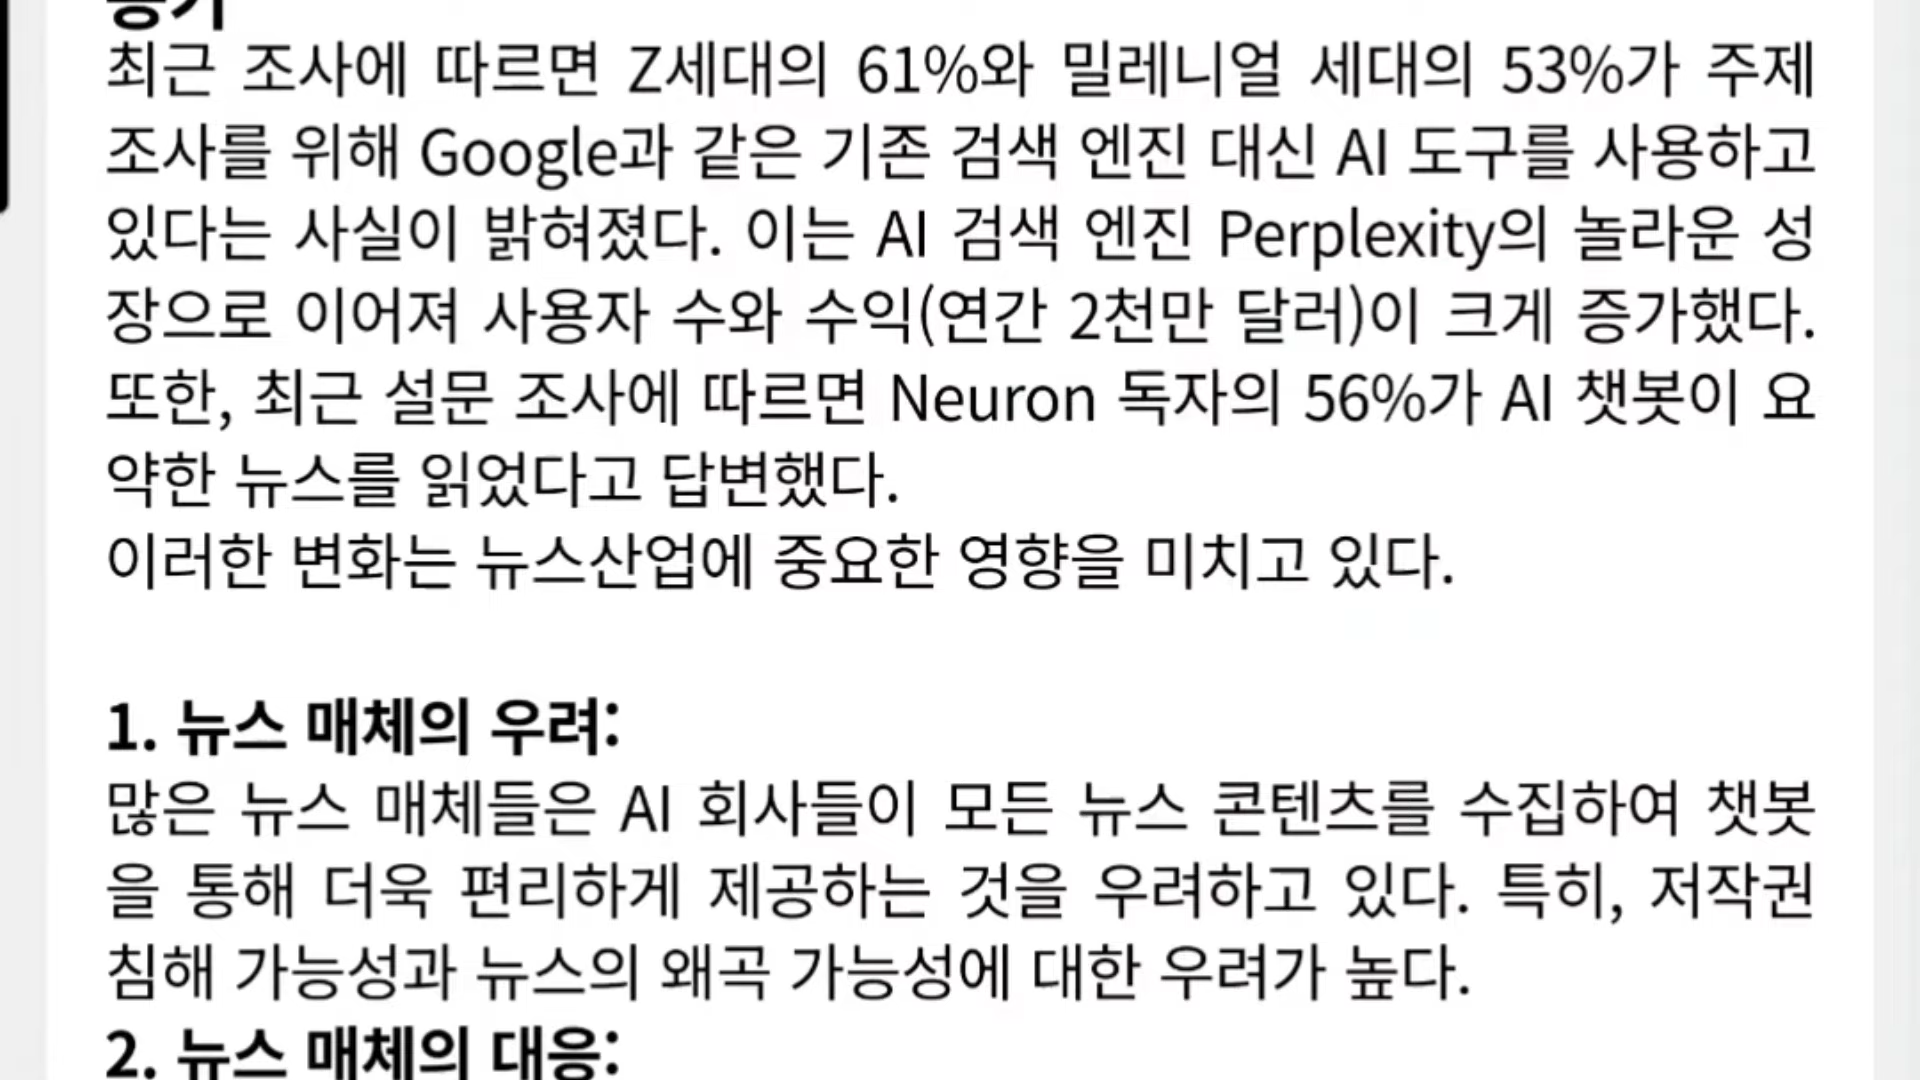 증가
최근 조사에 따르면 Z세대의 61%와 밀레니얼 세대의 53%가 주제
조사를 위해 Google과 같은 기존 검색 엔진 대신 AI 도구를 사용하고
있다는 사실이 밝혀졌다. 이는 AI 검색 엔진 Perplexity의 놀라운 성
장으로 이어져 사용자 수와 수익(연간 2천만 달러)이 크게 증가했다.
또한, 최근 설문 조사에 따르면 Neuron 독자의 56%가 AI 챗봇이 요
약한 뉴스를 읽었다고 답변했다.
이러한 변화는 뉴스산업에 중요한 영향을 미치고 있다.
1. 뉴스 매체의 우려:
많은 뉴스 매체들은 AI 회사들이 모든 뉴스 콘텐츠를 수집하여 챗봇
을 통해 더욱 편리하게 제공하는 것을 우려하고 있다. 특히, 저작권
침해 가능성과 뉴스의 왜곡 가능성에 대한 우려가 높다.
2. 뉴스 매체의 대응: